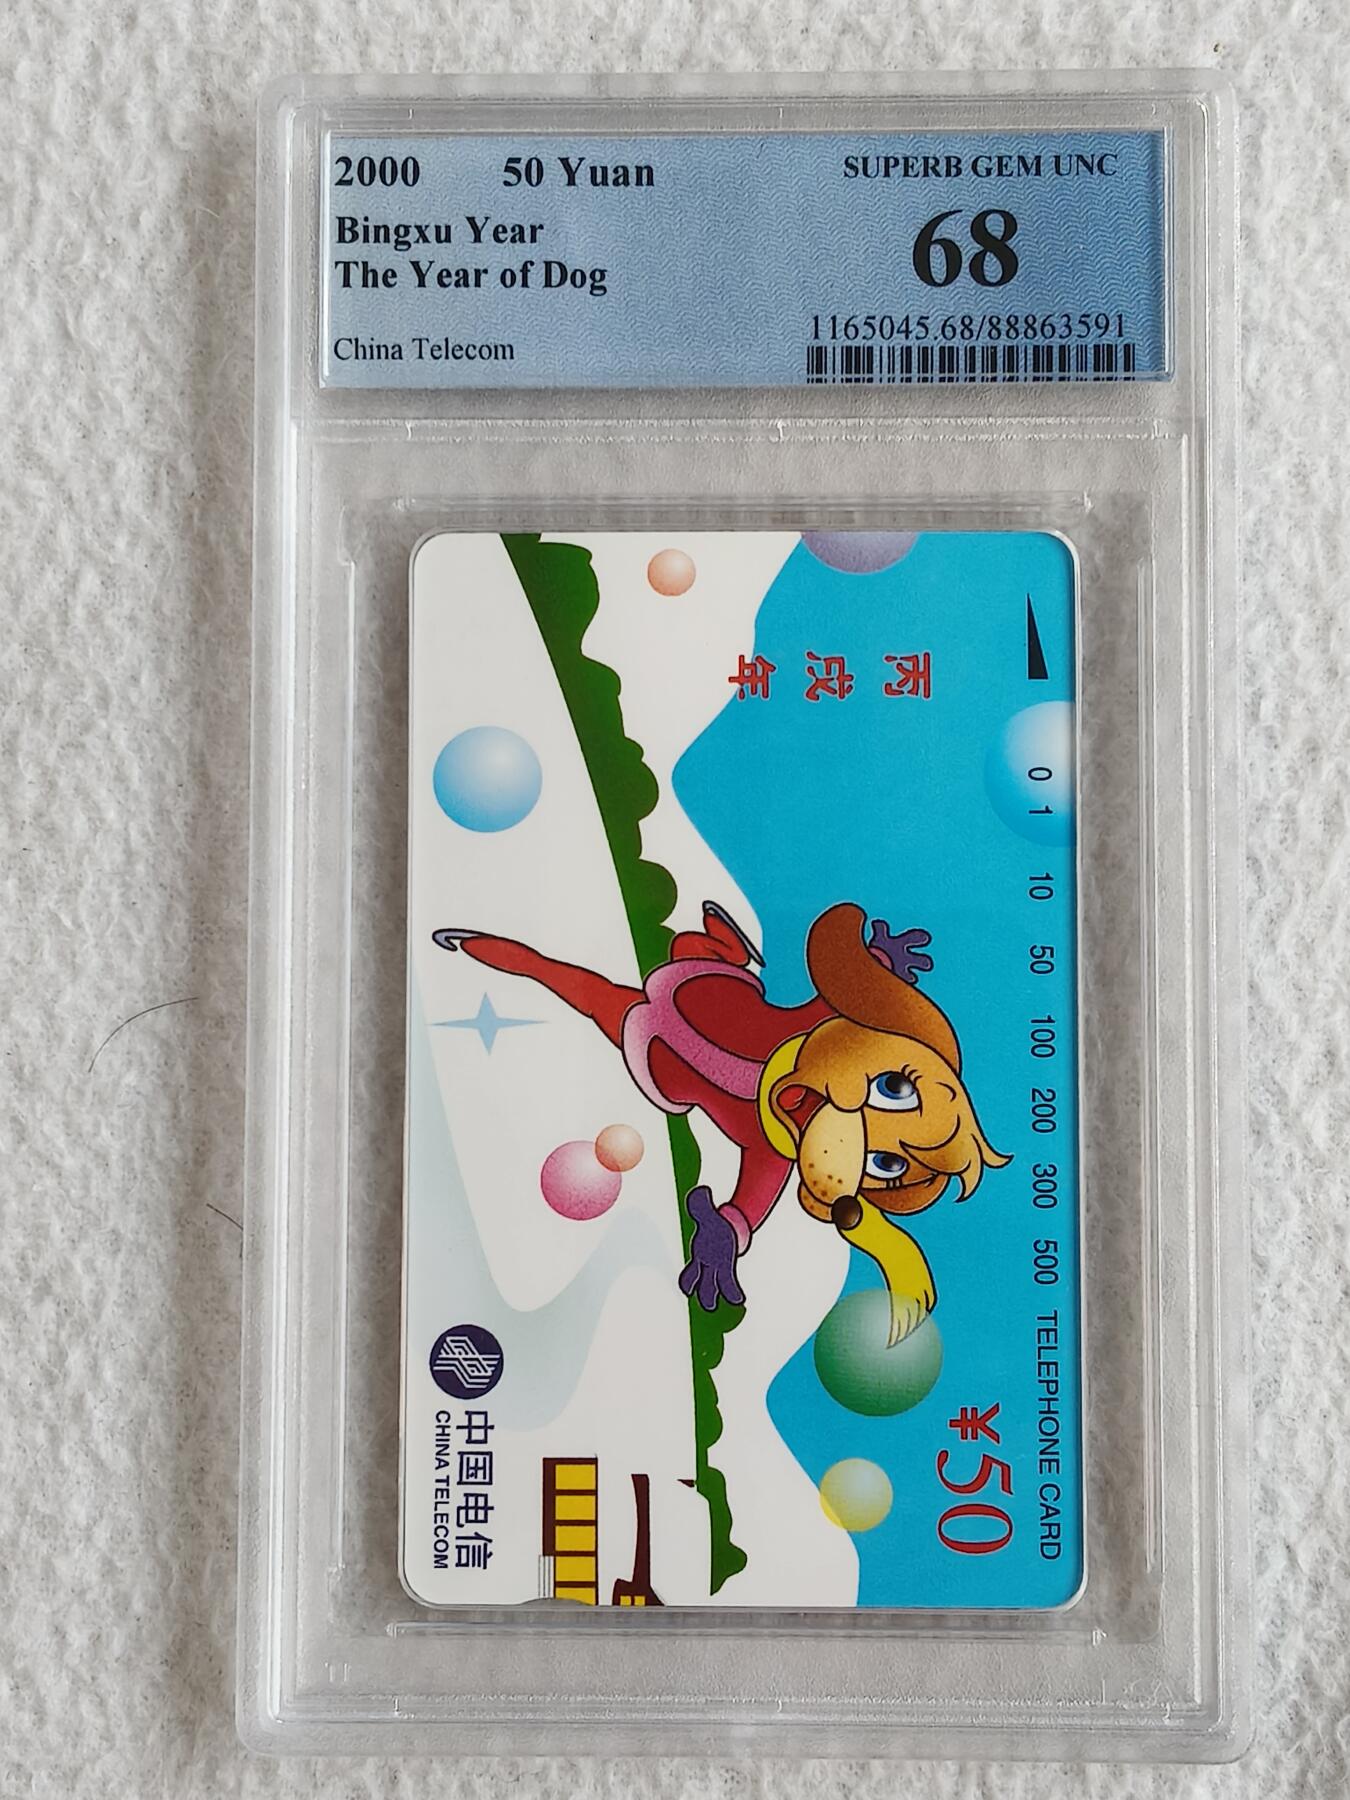 2000 50 Yuan
Bingxu Year
The Year of Dog
China Telecom
SUPERB GEM UNC
68
1165045.68/88863591
0 1 10 50 100 200 300 500 TELEPHONE CARD
丙戌年
¥50
中国电信
CHINA TELECOM